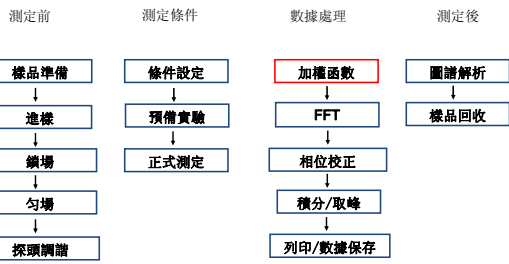 測定前
測定條件
數據處理
測定後
樣品準備
進樣
鎖場
勻場
探頭調諧
條件設定
預備實驗
正式測定
加權函數
FFT
相位校正
積分/取峰
列印/數據保存
圖譜解析
樣品回收